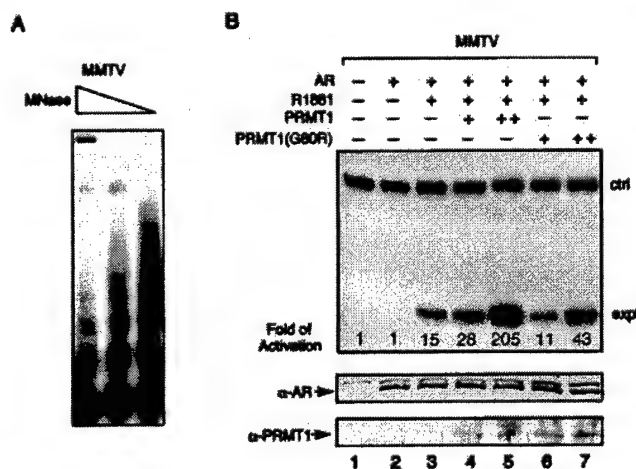 A
MMTV
MNase
B
MMTV
AR – + + + + + +
R1881 – – + + + + +
PRMT1 – – – + ++ – –
PRMT1(G80R) – – – – – + ++
ctrl
expt
Fold of
Activation
1 1 15 28 205 11 43
α-AR
α-PRMT1
1 2 3 4 5 6 7